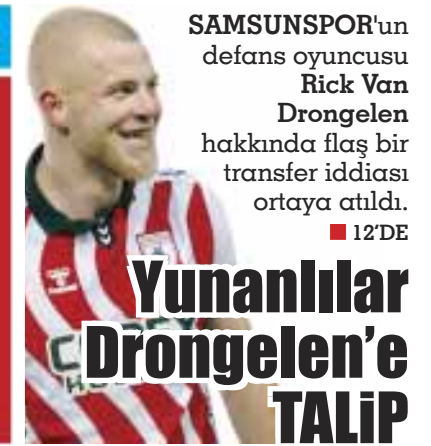 SAMSUNSPOR'un
defans oyuncusu
Rick Van
Drongelen
hakkında flaş bir
transfer iddiası
ortaya atıldı.
■ 12'DE
Yunanlılar
Drongelen'e
TALİP